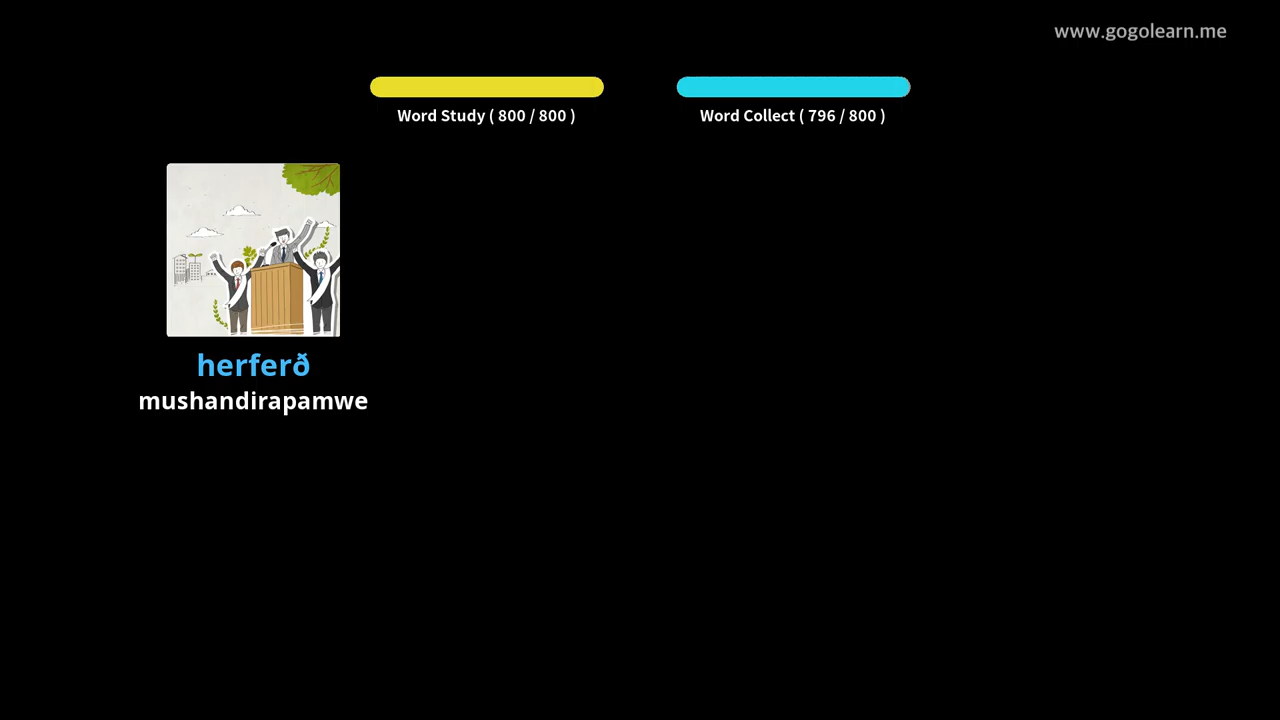 www.gogolearn.me
Word Study ( 800 / 800 )
Word Collect ( 796 / 800 )
herferð
mushandirapamwe